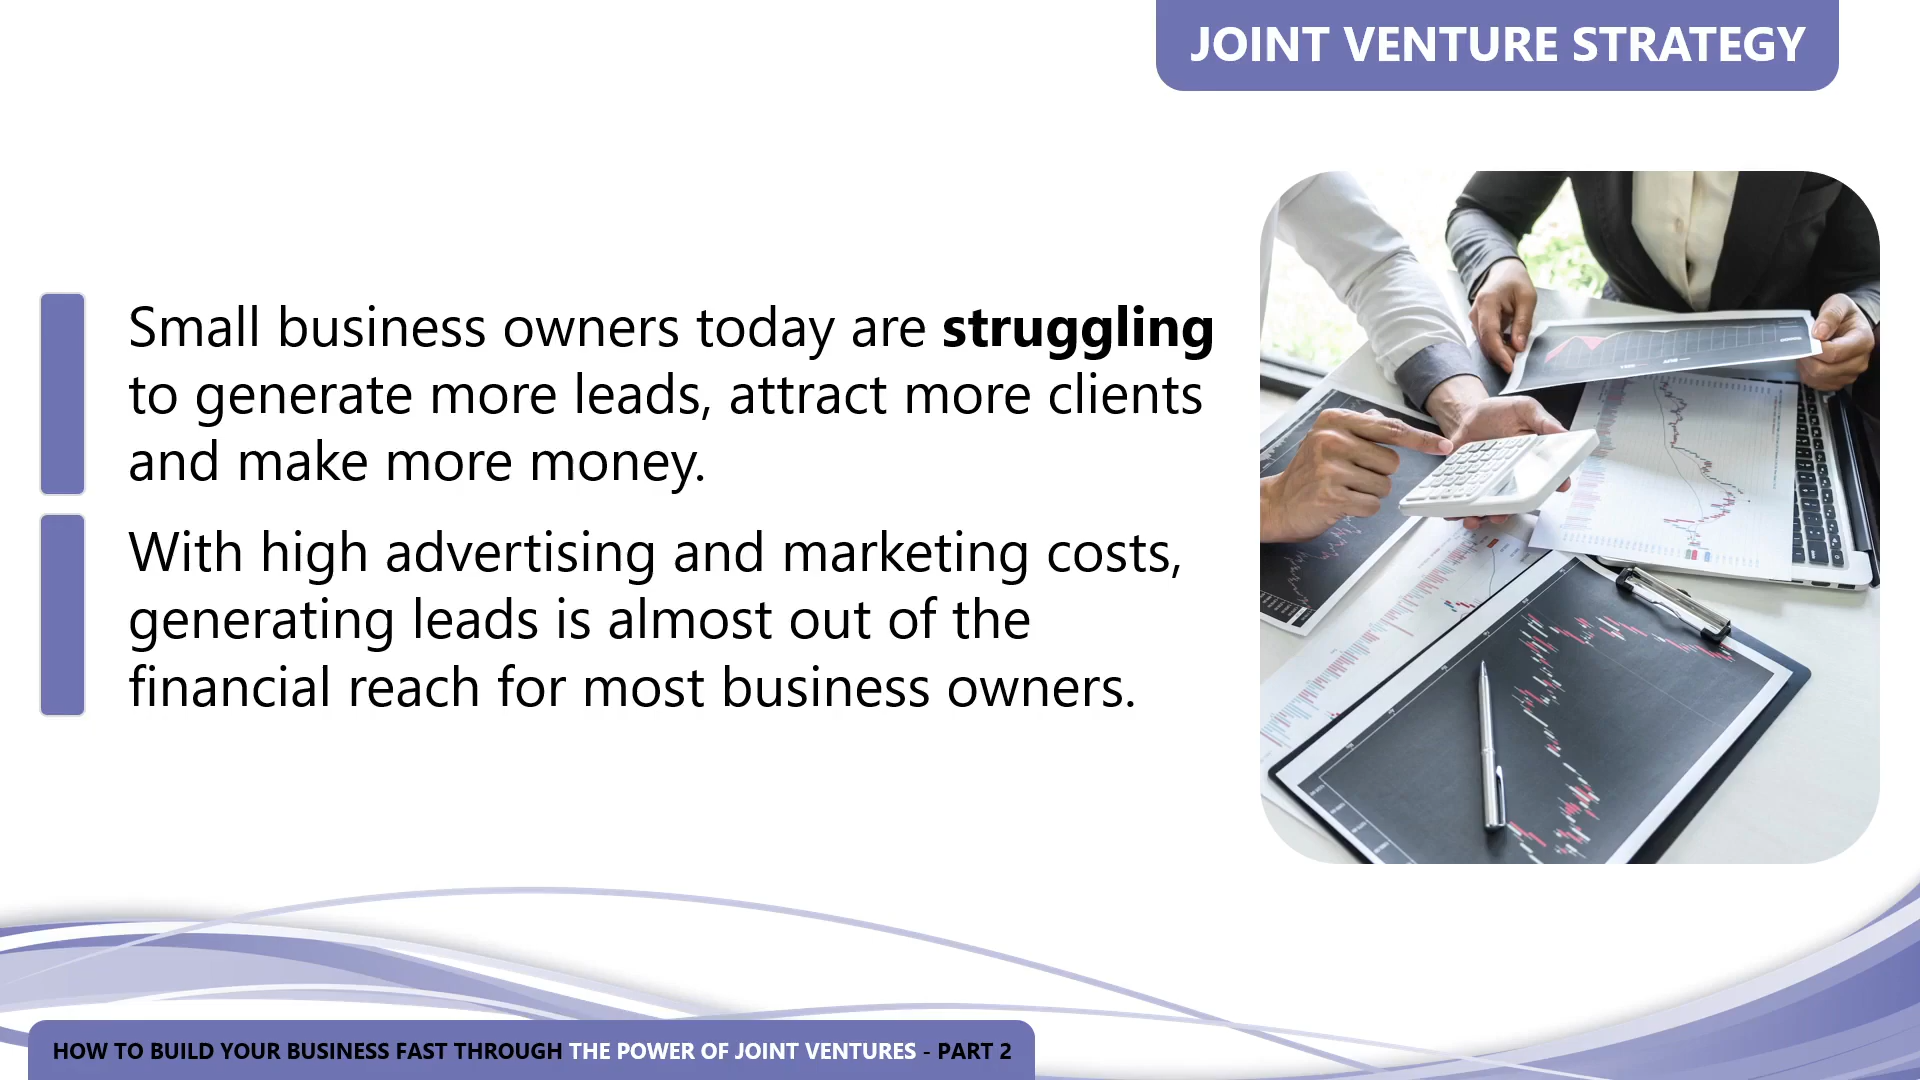 JOINT VENTURE STRATEGY
Small business owners today are struggling
to generate more leads, attract more clients
and make more money.
With high advertising and marketing costs,
generating leads is almost out of the
financial reach for most business owners.
HOW TO BUILD YOUR BUSINESS FAST THROUGH THE POWER OF JOINT VENTURES - PART 2